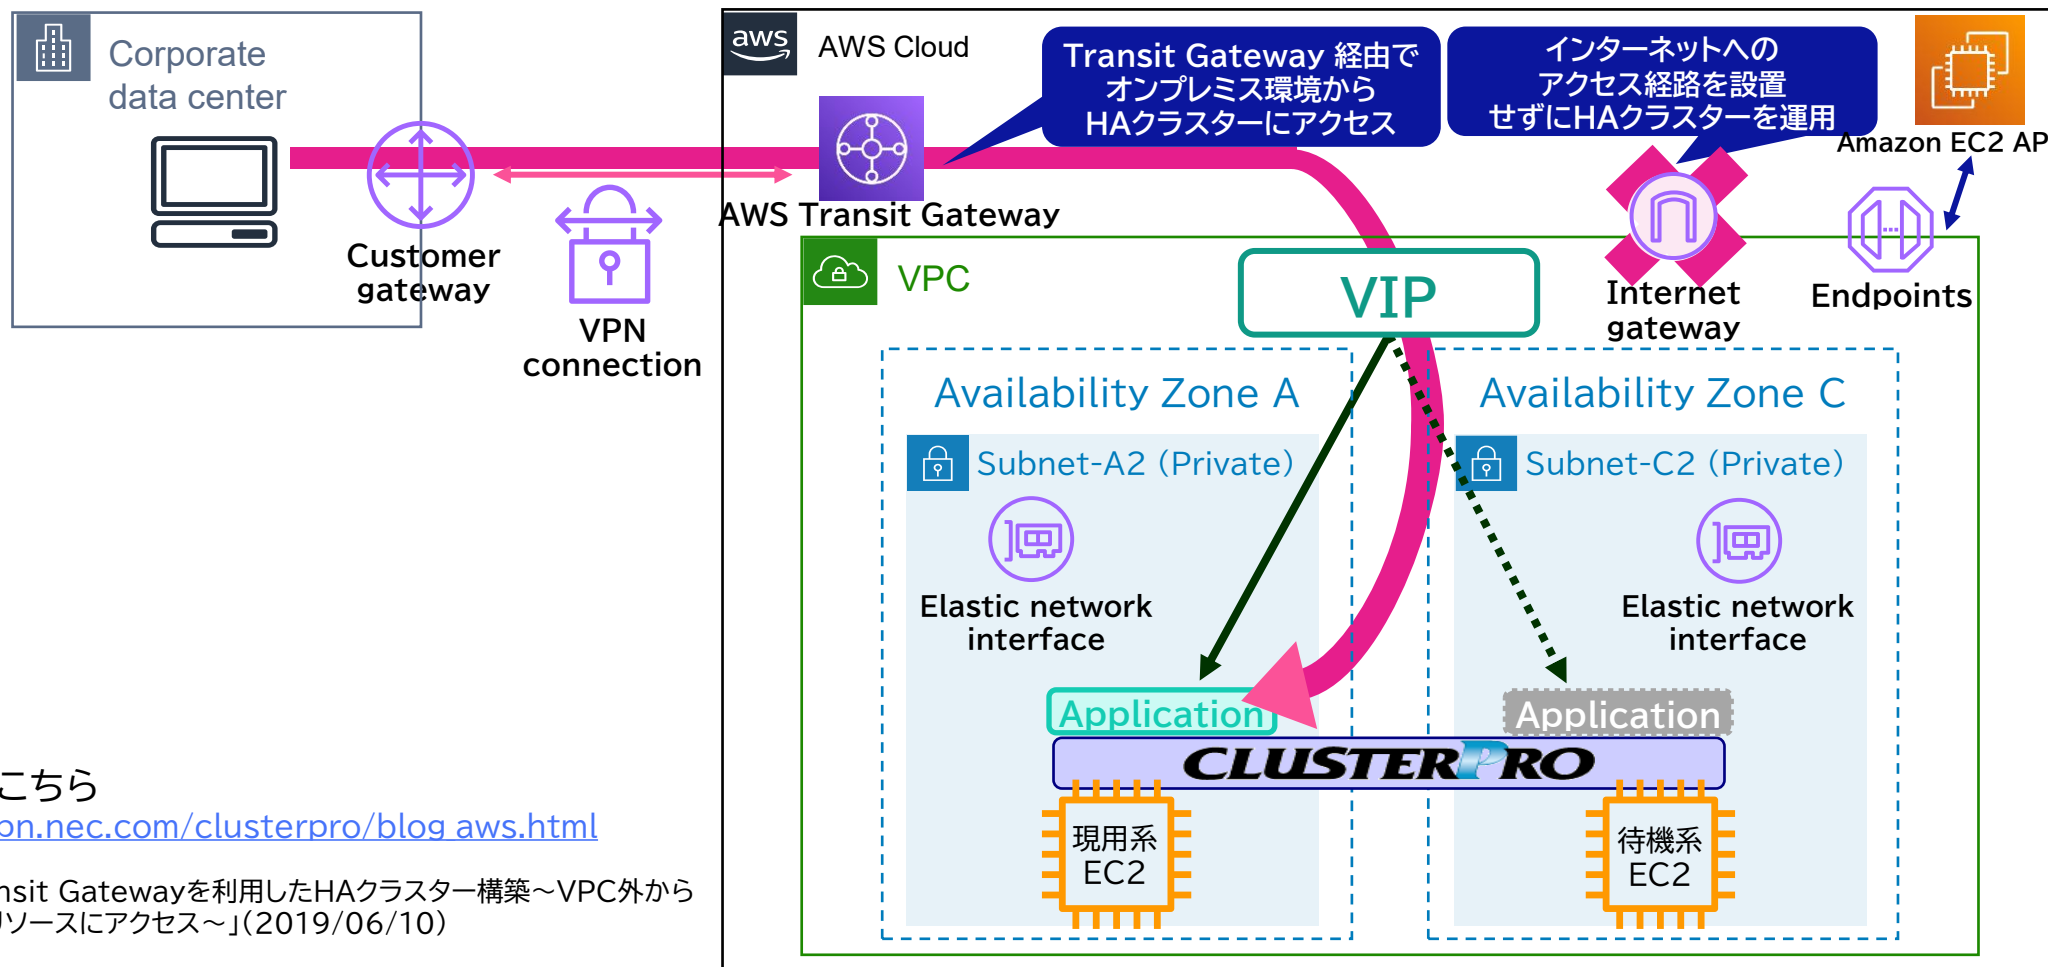 Corporate
data center
Customer
gateway
VPN
connection
aws
AWS Cloud
Transit Gateway 経由で
オンプレミス環境から
HAクラスターにアクセス
インターネットへの
アクセス経路を設置
せずにHAクラスターを運用
Amazon EC2 AP
AWS Transit Gateway
VPC
VIP
Internet
gateway
Endpoints
Availability Zone A
Subnet-A2 (Private)
Elastic network
interface
Application
Availability Zone C
Subnet-C2 (Private)
Elastic network
interface
Application
CLUSTERPRO
現用系
EC2
待機系
EC2
こちら
pn.nec.com/clusterpro/blog_aws.html
nsit Gatewayを利用したHAクラスター構築～VPC外から
リソースにアクセス～」(2019/06/10)